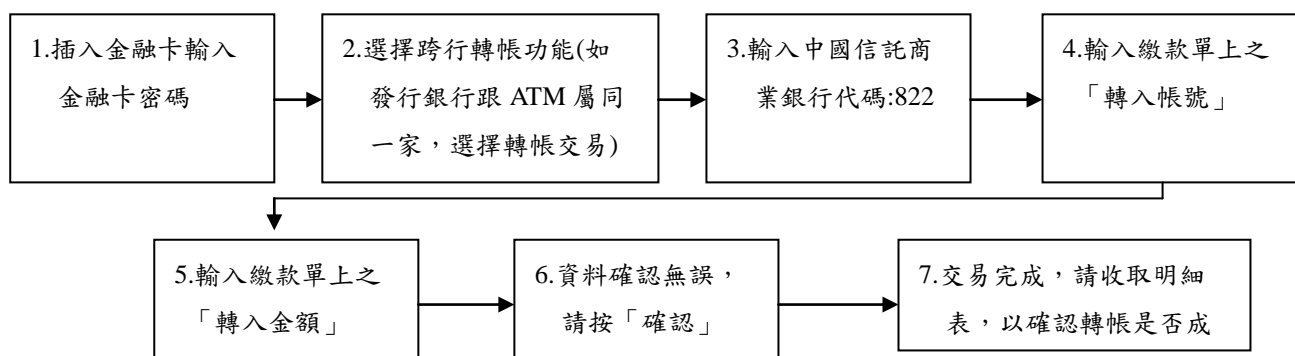 1.插入金融卡輸入
金融卡密碼
2.選擇跨行轉帳功能(如
發行銀行跟 ATM 屬同
一家，選擇轉帳交易)
3.輸入中國信託商
業銀行代碼:822
4.輸入繳款單上之
「轉入帳號」
5.輸入繳款單上之
「轉入金額」
6.資料確認無誤，
請按「確認」
7.交易完成，請收取明細
表，以確認轉帳是否成